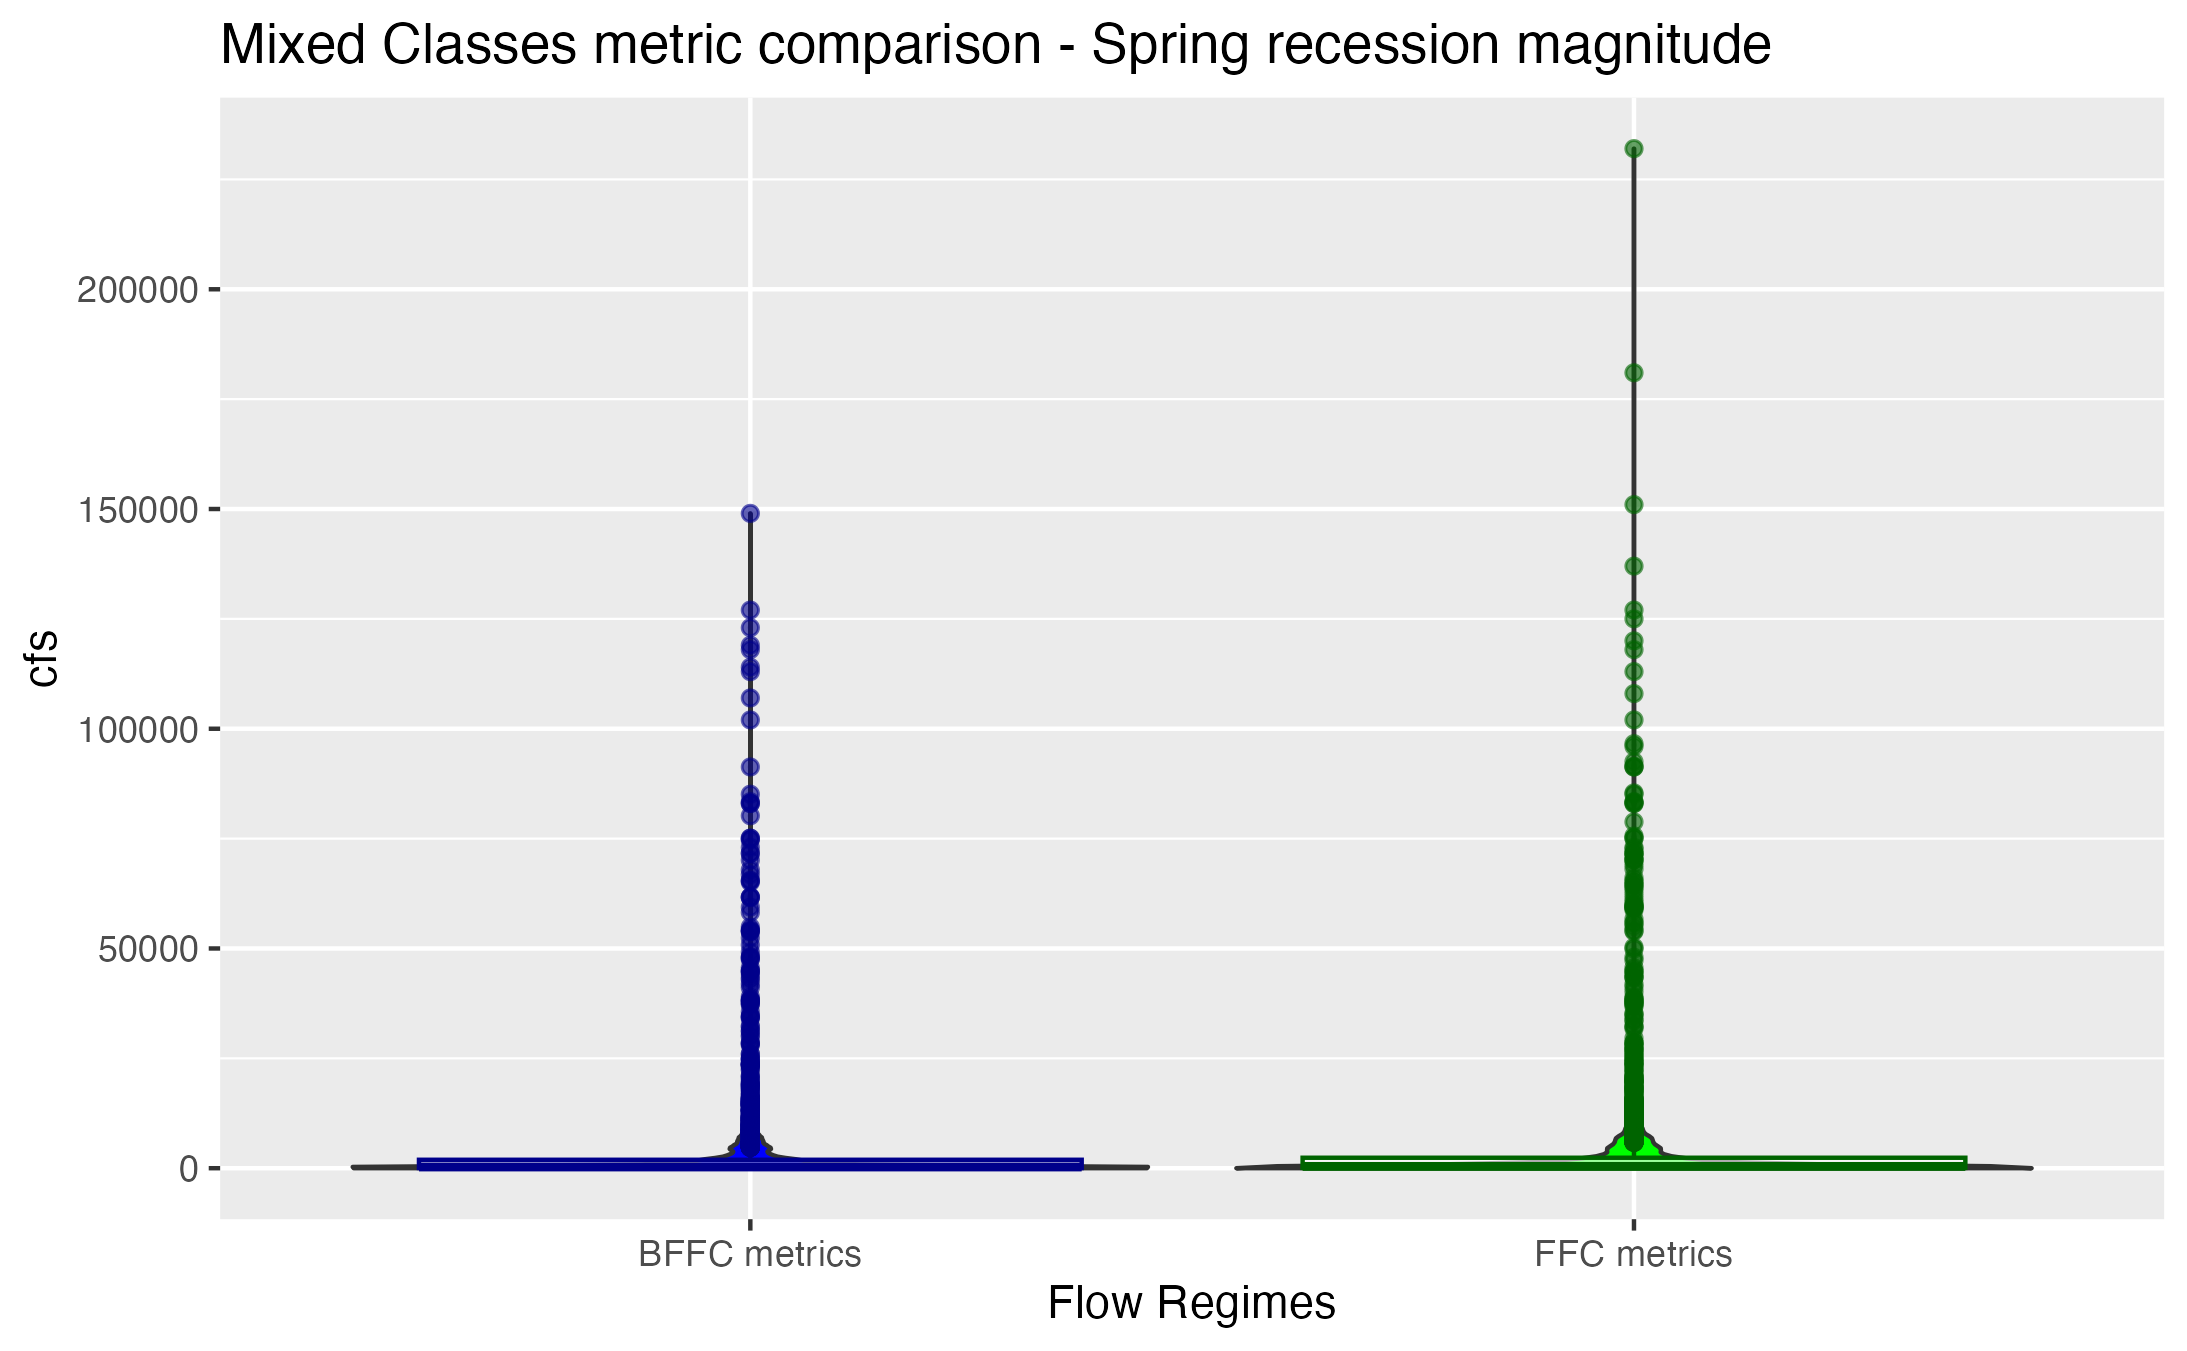 Mixed Classes metric comparison - Spring recession magnitude
cfs
200000
150000
100000
50000
0
BFFC metrics
FFC metrics
Flow Regimes